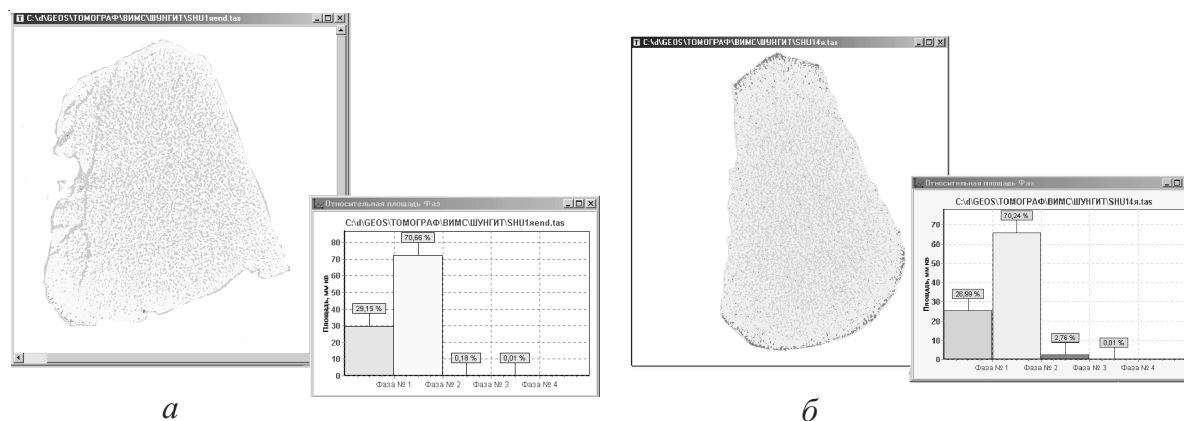 C:\d\GEOS\ТОМОГРАФ\ВИМС\ШУНГИТ\SHU1яend.tas
C:\d\GEOS\ТОМОГРАФ\ВИМС\ШУНГИТ\SHU14я.tas
Относительная площадь Фаз
C:\d\GEOS\ТОМОГРАФ\ВИМС\ШУНГИТ\SHU1яend.tas
Площадь, мм кв
80
70
60
50
40
30
20
10
0
29,15 %
70,66 %
0,18 %
0,01 %
Фаза № 1 Фаза № 2 Фаза № 3 Фаза № 4
Относительная площадь Фаз
C:\d\GEOS\ТОМОГРАФ\ВИМС\ШУНГИТ\SHU14я.tas
Площадь, мм кв
70
60
50
40
30
20
10
0
26,99 %
70,24 %
2,76 %
0,01 %
Фаза № 1 Фаза № 2 Фаза № 3 Фаза № 4
а
б